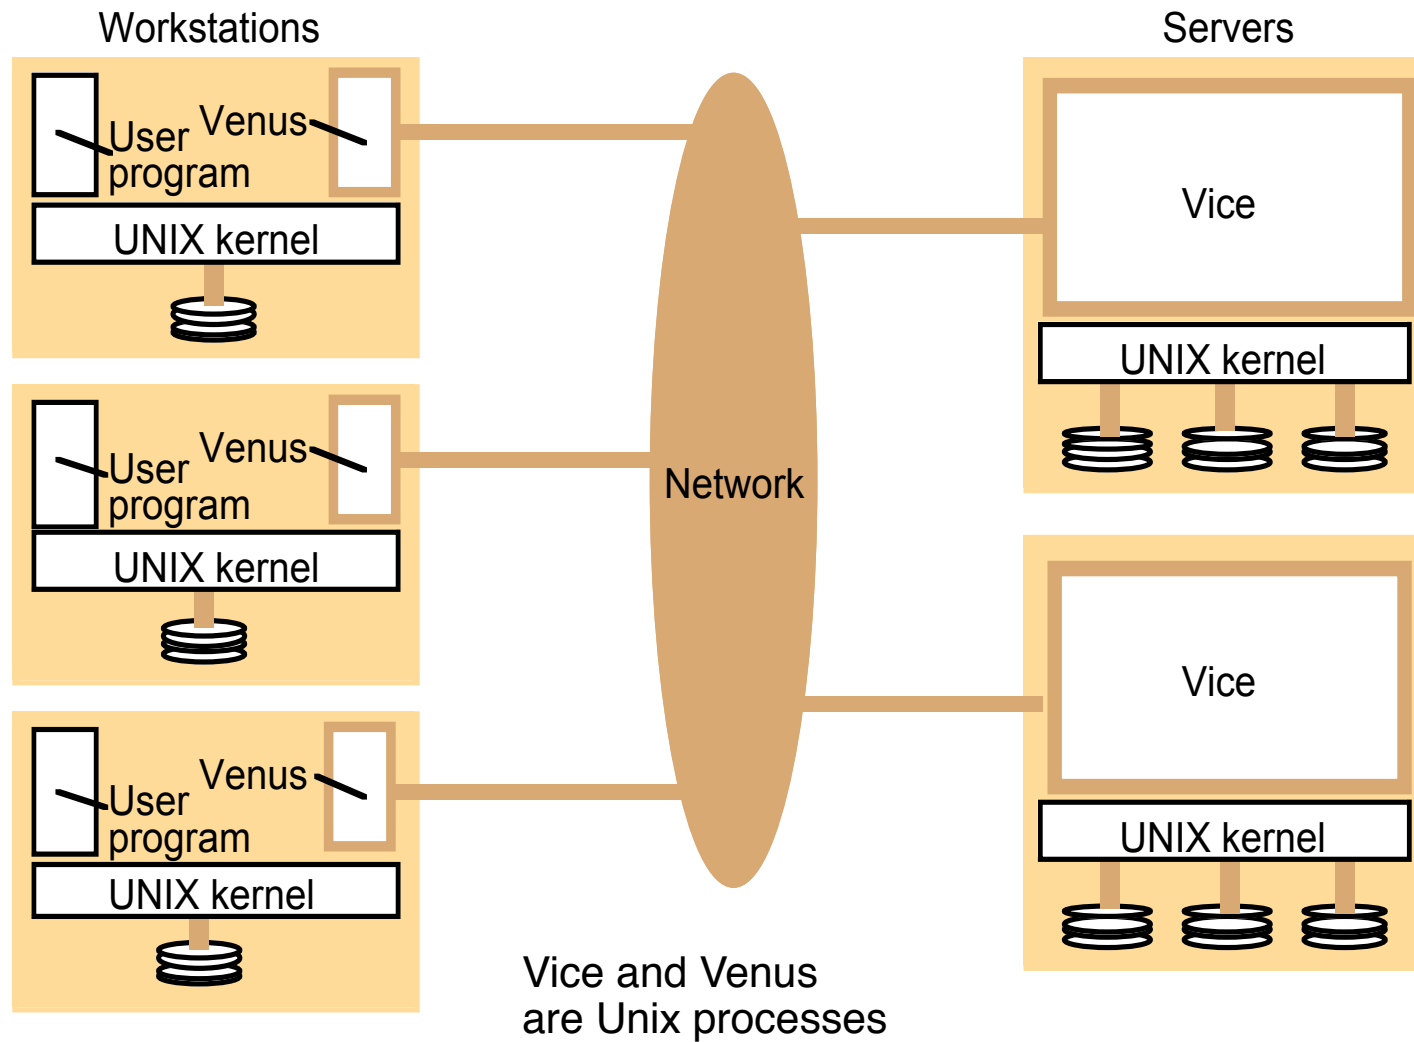 Workstations
Servers
User
program
Venus
UNIX kernel
Vice
UNIX kernel
User
program
Venus
UNIX kernel
Network
User
program
Venus
UNIX kernel
Vice
UNIX kernel
Vice and Venus
are Unix processes